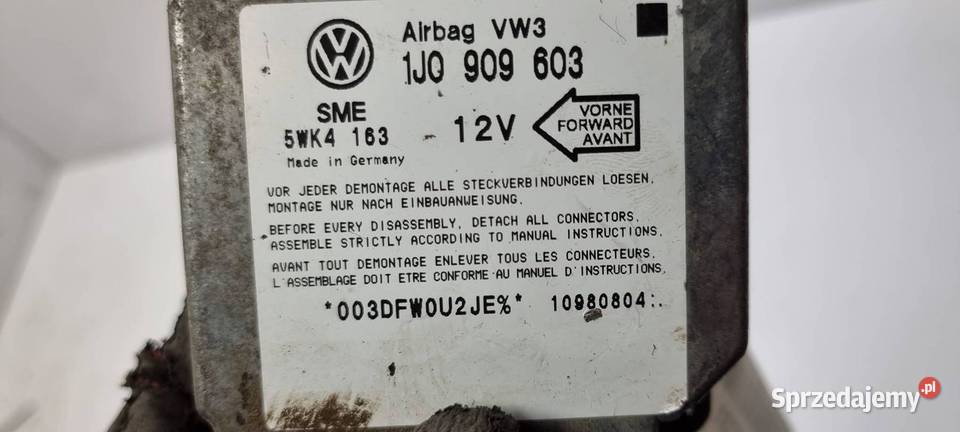 Airbag VW3
1J0 909 603
SME
5WK4 163
12V
VORNE
FORWARD
AVANT
Made in Germany
VOR JEDER DEMONTAGE ALLE STECKVERBINDUNGEN LOESEN.
MONTAGE NUR NACH EINBAUANWEISUNG.
BEFORE EVERY DISASSEMBLY, DETACH ALL CONNECTORS.
ASSEMBLE STRICTLY ACCORDING TO MANUAL INSTRUCTIONS.
AVANT TOUT DEMONTAGE ENLEVER TOUS LES CONNECTEURS.
L'ASSEMBLAGE DOIT ETRE CONFORME AU MANUEL D'INSTRUCTIONS.
*003DFW0U2JE%* 10980804:.
Sprzedajemy.pl